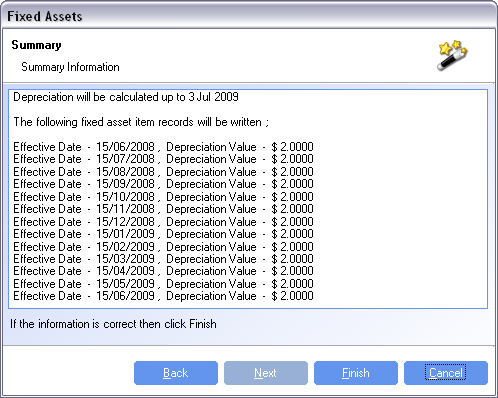 Fixed Assets
Summary
Summary Information
Depreciation will be calculated up to 3 Jul 2009
The following fixed asset item records will be written ;
Effective Date - 15/06/2008 , Depreciation Value - $ 2.0000
Effective Date - 15/07/2008 , Depreciation Value - $ 2.0000
Effective Date - 15/08/2008 , Depreciation Value - $ 2.0000
Effective Date - 15/09/2008 , Depreciation Value - $ 2.0000
Effective Date - 15/10/2008 , Depreciation Value - $ 2.0000
Effective Date - 15/11/2008 , Depreciation Value - $ 2.0000
Effective Date - 15/12/2008 , Depreciation Value - $ 2.0000
Effective Date - 15/01/2009 , Depreciation Value - $ 2.0000
Effective Date - 15/02/2009 , Depreciation Value - $ 2.0000
Effective Date - 15/03/2009 , Depreciation Value - $ 2.0000
Effective Date - 15/04/2009 , Depreciation Value - $ 2.0000
Effective Date - 15/05/2009 , Depreciation Value - $ 2.0000
Effective Date - 15/06/2009 , Depreciation Value - $ 2.0000
If the information is correct then click Finish
Back Next Finish Cancel